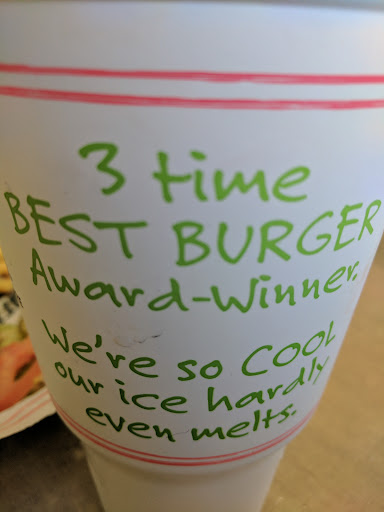 3 time
BEST BURGER
Award-Winner.
We're so COOL
our ice hardly
even melts.